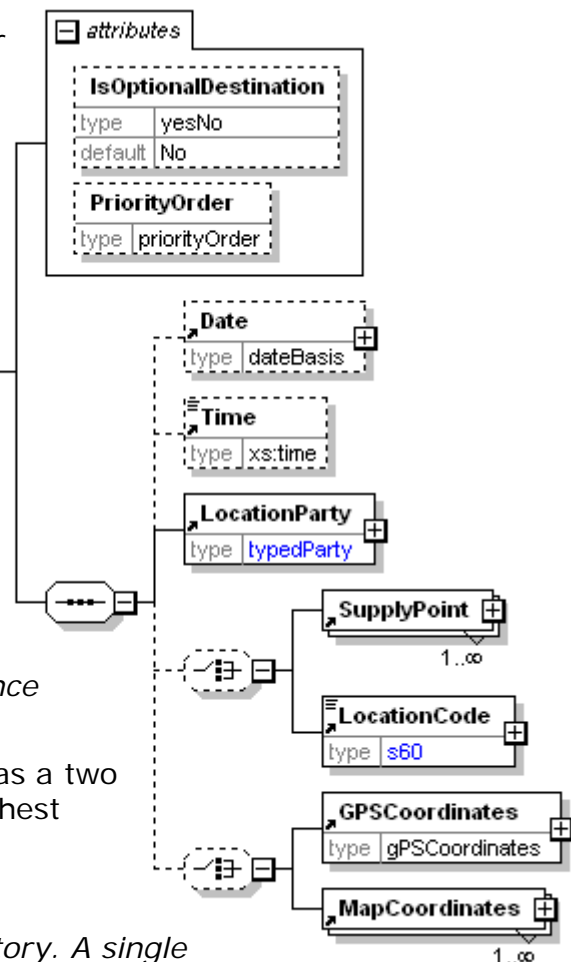 attributes
IsOptionalDestination
type yesNo
default No
PriorityOrder
type priorityOrder
Date
type dateBasis
Time
type xs:time
LocationParty
type typedParty
SupplyPoint
1..∞
LocationCode
type s60
as a two
GPSCoordinates
type gPSCoordinates
MapCoordinates
1..∞
tory. A single